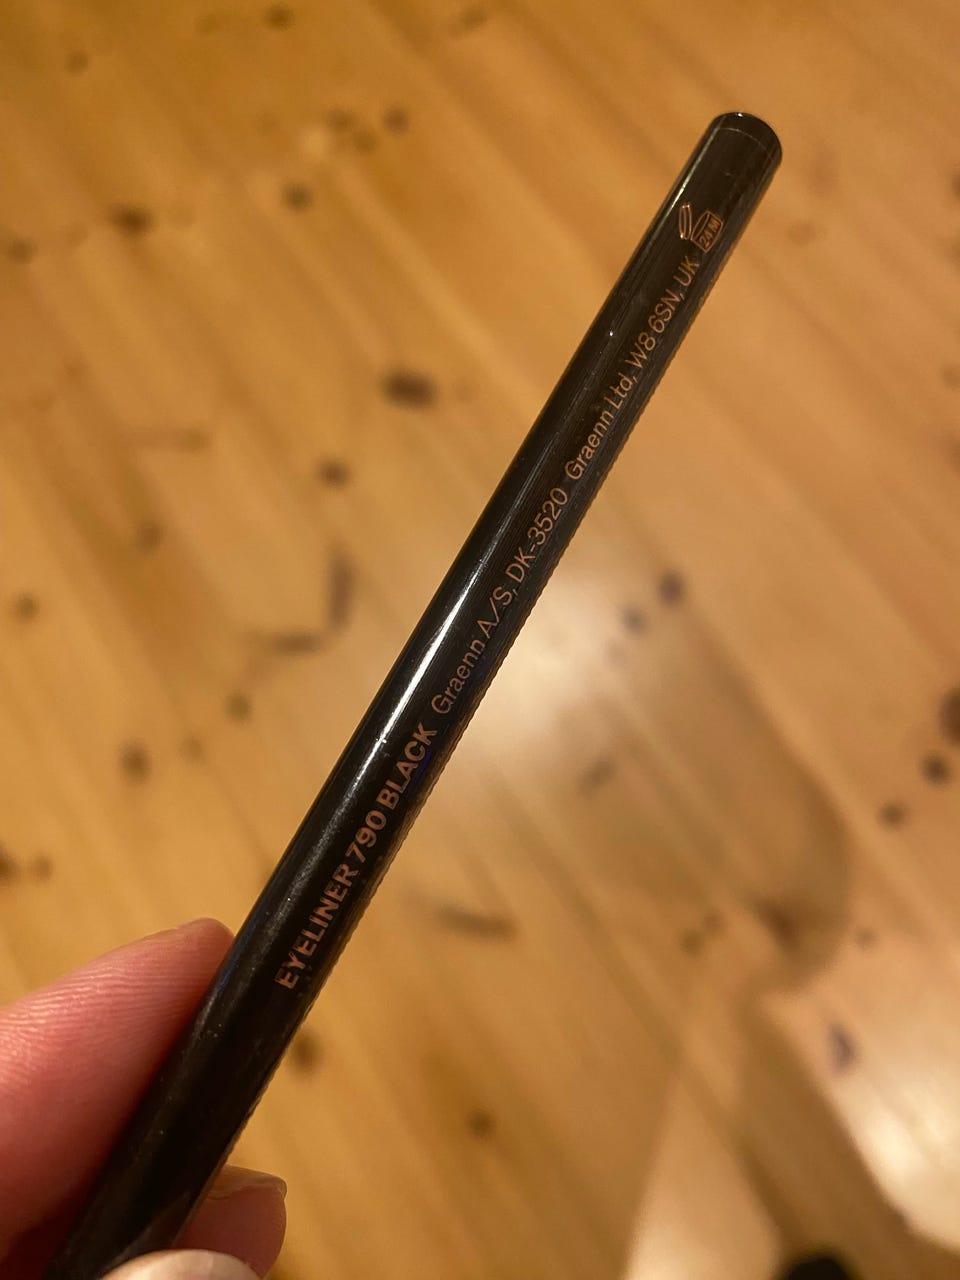 EYELINER 790 BLACK Graenn A/S, DK-3520 Graenn Ltd, W8 6SN, UK 24M